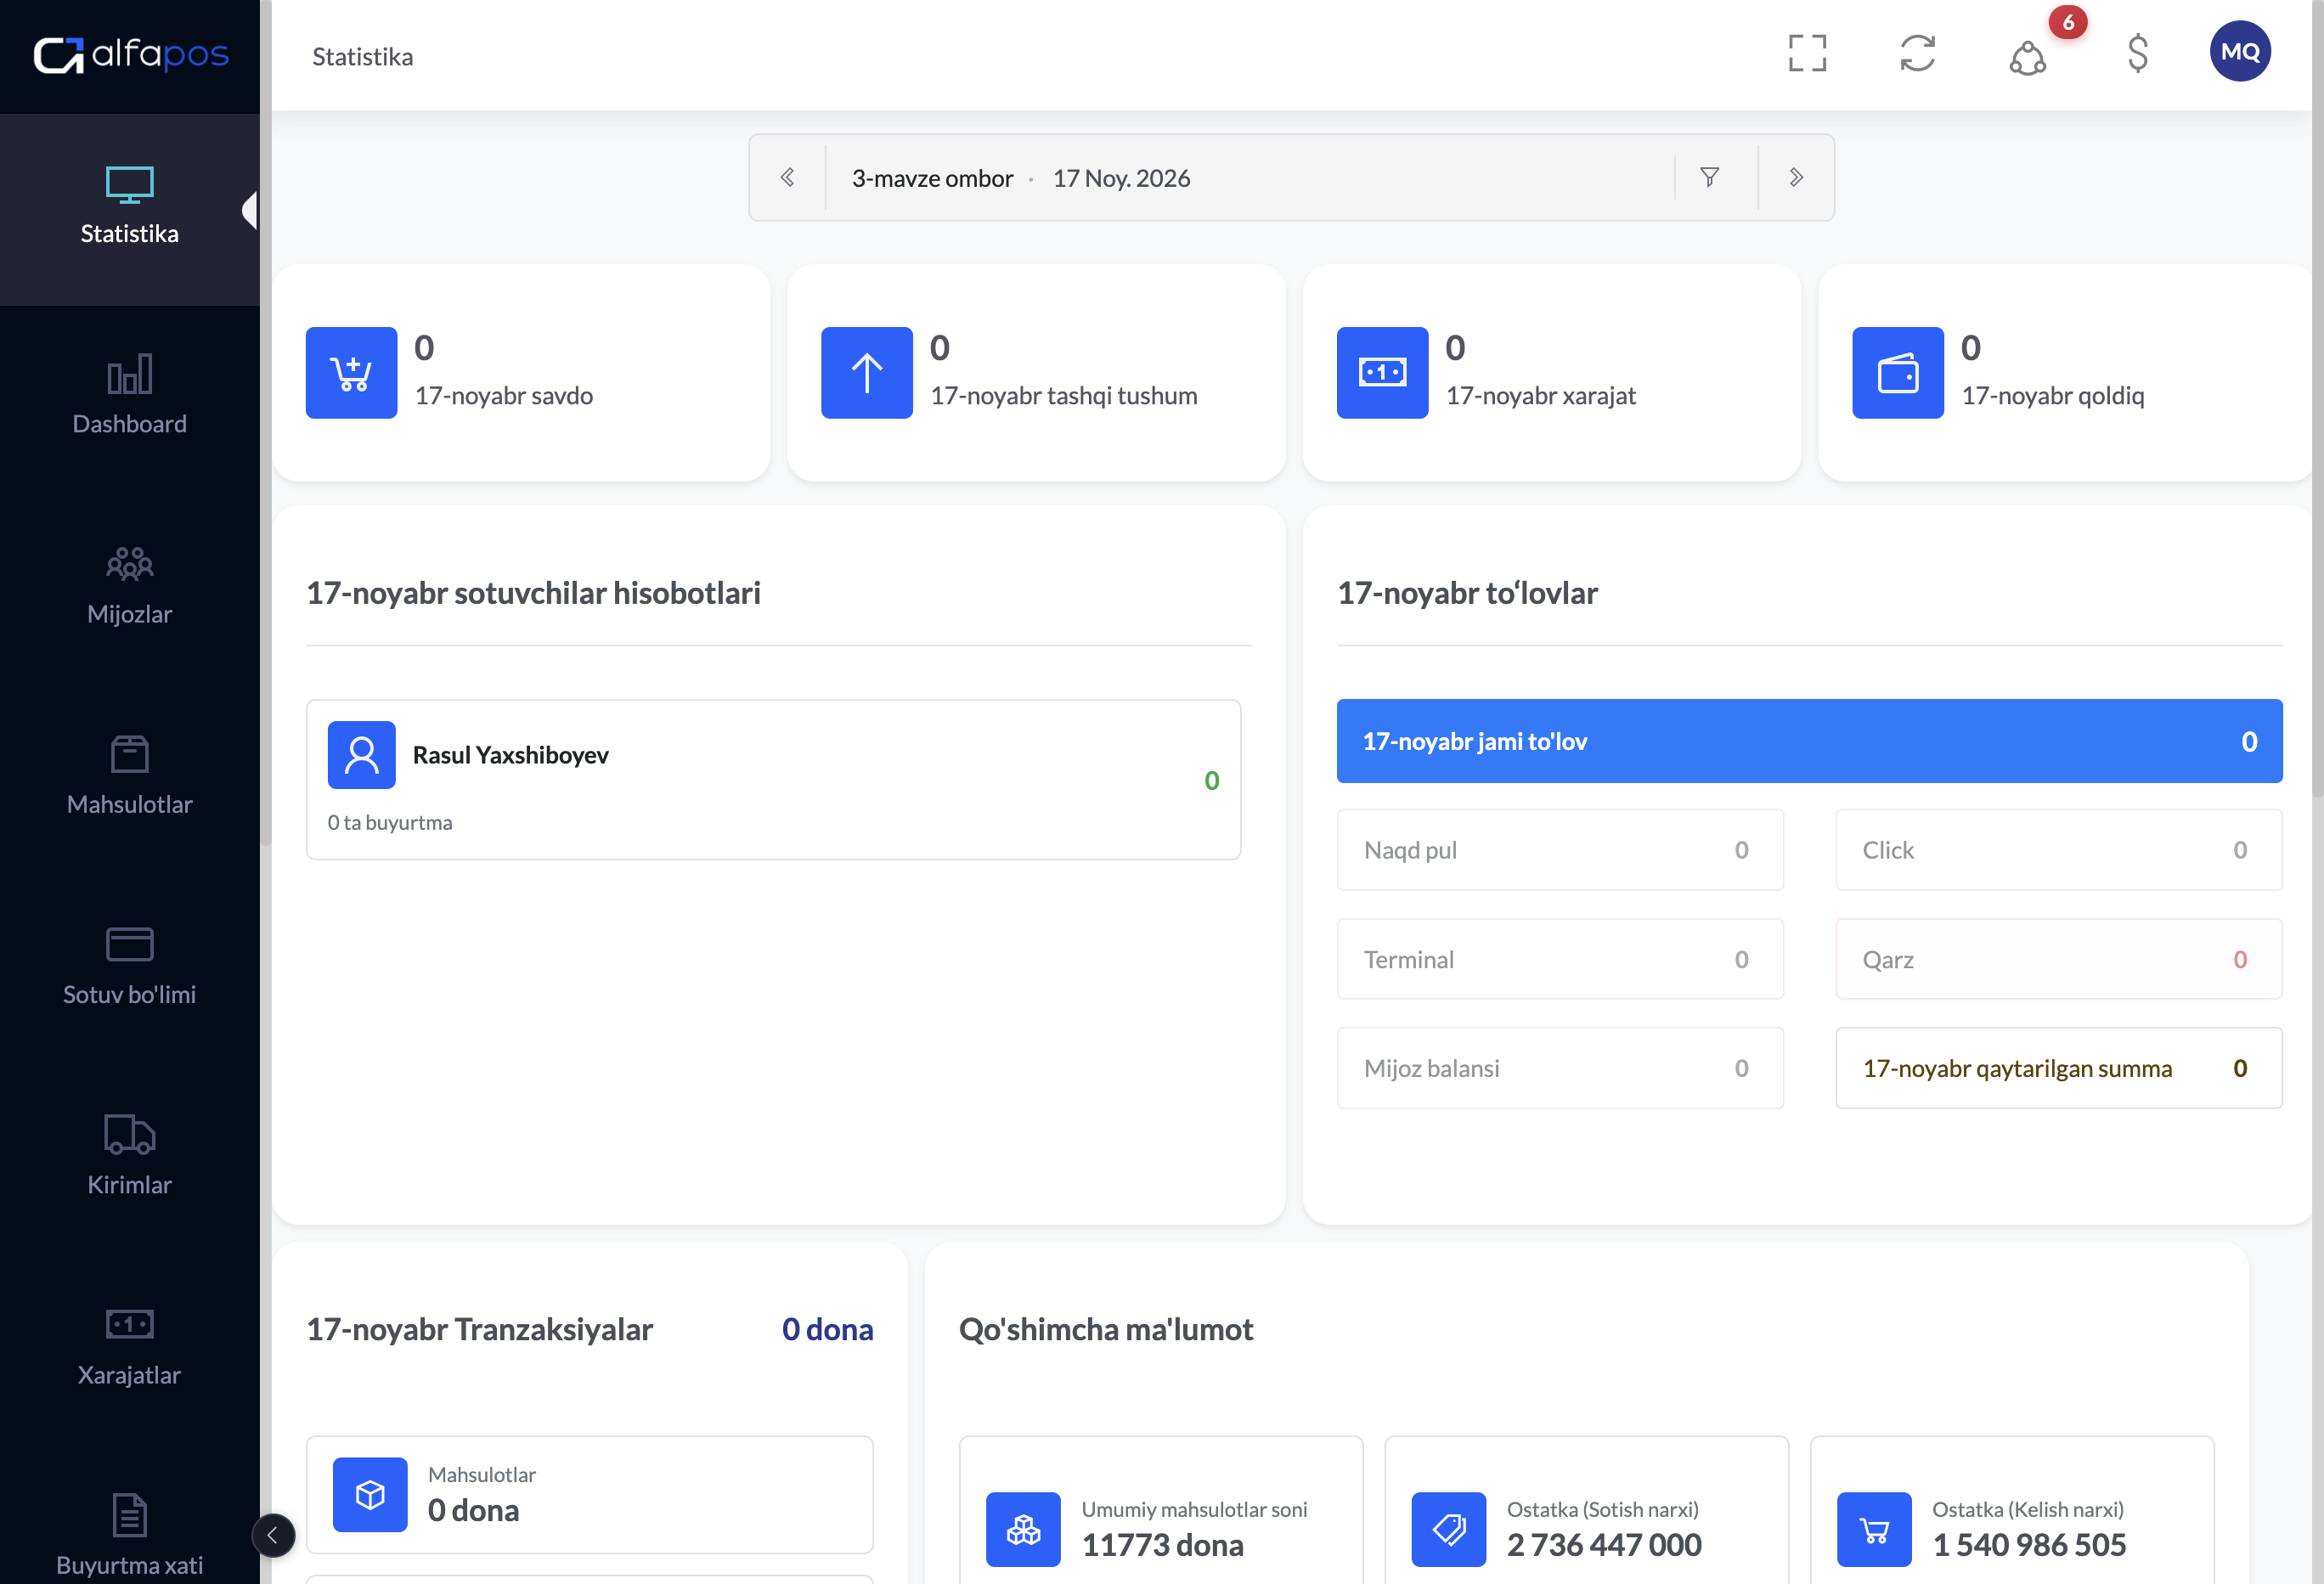 alfapos
Statistika
6
MQ
3-mavze ombor · 17 Noy. 2026
Statistika
Dashboard
Mijozlar
Mahsulotlar
Sotuv bo'limi
Kirimlar
Xarajatlar
Buyurtma xati
0
17-noyabr savdo
0
17-noyabr tashqi tushum
1
0
17-noyabr xarajat
0
17-noyabr qoldiq
17-noyabr sotuvchilar hisobotlari
Rasul Yaxshiboyev
0
0 ta buyurtma
17-noyabr to‘lovlar
17-noyabr jami to'lov 0
Naqd pul 0
Click 0
Terminal 0
Qarz 0
Mijoz balansi 0
17-noyabr qaytarilgan summa 0
17-noyabr Tranzaksiyalar 0 dona
Mahsulotlar
0 dona
Qo'shimcha ma'lumot
Umumiy mahsulotlar soni
11773 dona
Ostatka (Sotish narxi)
2 736 447 000
Ostatka (Kelish narxi)
1 540 986 505